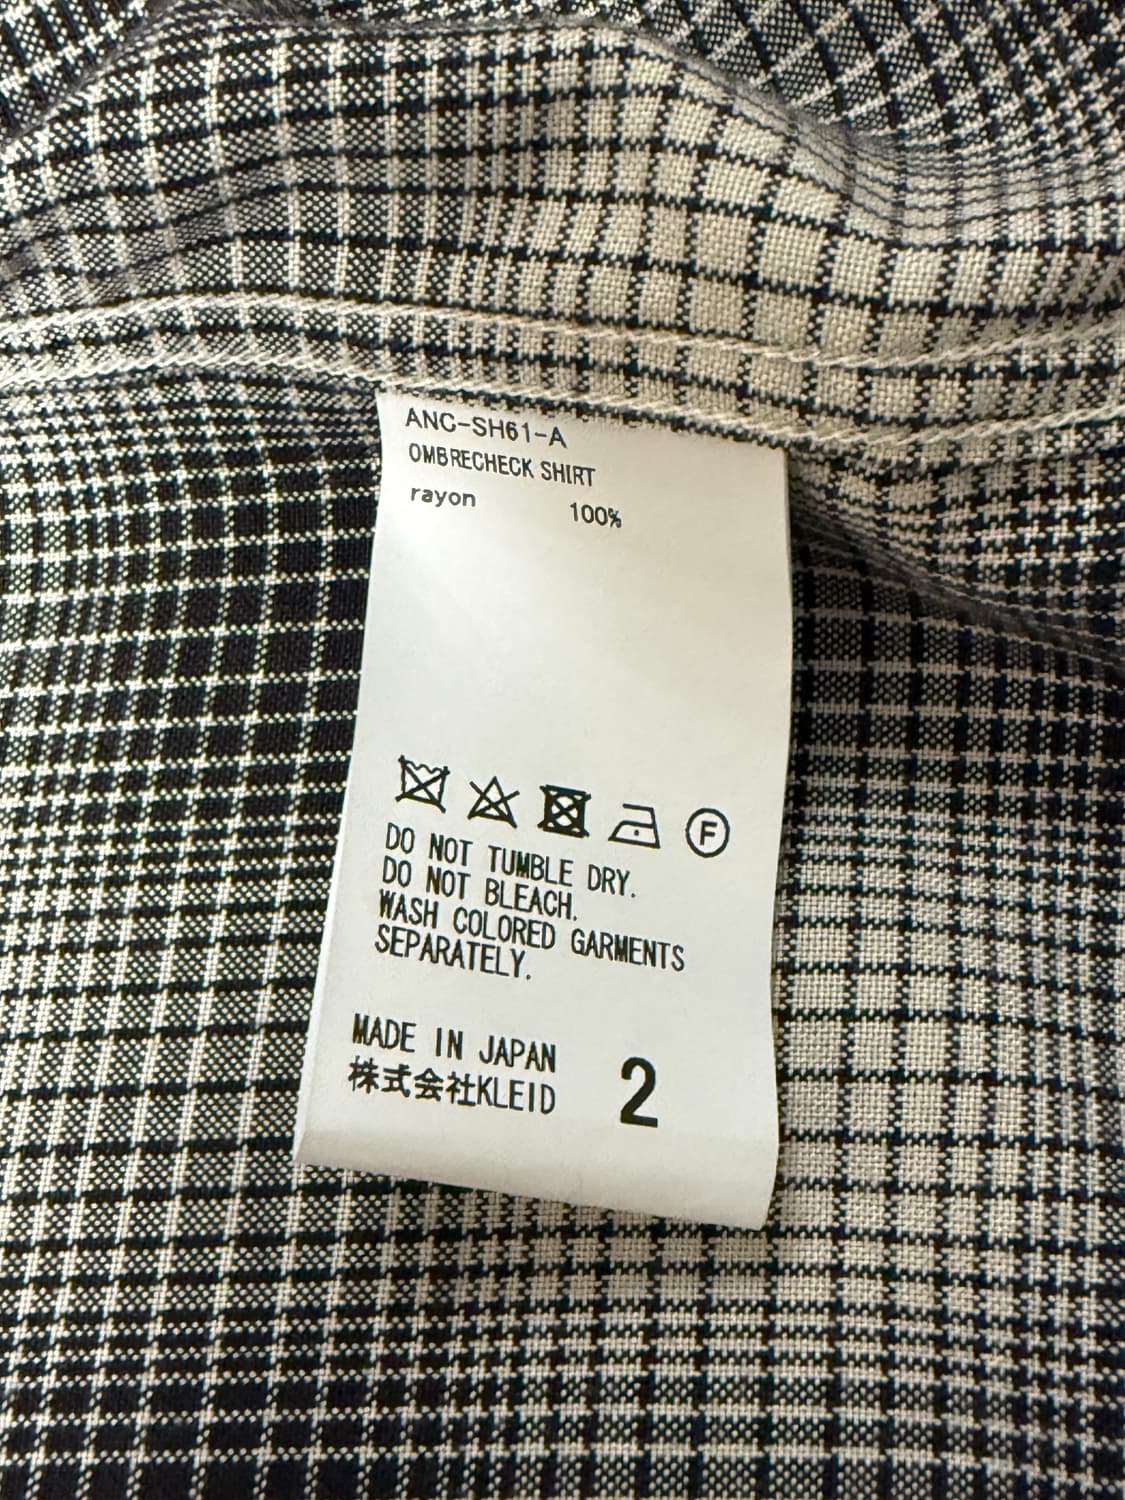 ANC-SH61-A
OMBRECHECK SHIRT
rayon 100%
F
DO NOT TUMBLE DRY.
DO NOT BLEACH.
WASH COLORED GARMENTS
SEPARATELY.
MADE IN JAPAN
株式会社KLEID
2